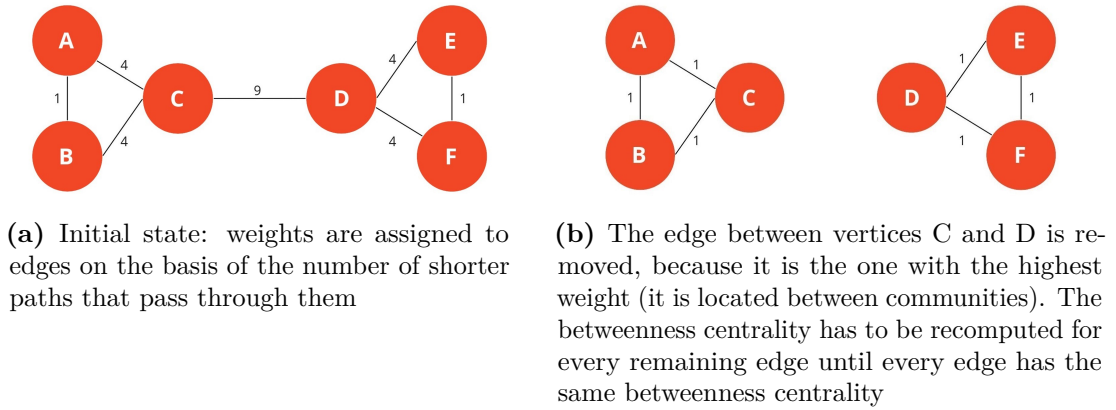 A
B
C
D
E
F
4
1
4
9
4
1
4
A
B
C
D
E
F
1
1
1
1
1
1
(a) Initial state: weights are assigned to
edges on the basis of the number of shorter
paths that pass through them
(b) The edge between vertices C and D is re-
moved, because it is the one with the highest
weight (it is located between communities). The
betweenness centrality has to be recomputed for
every remaining edge until every edge has the
same betweenness centrality